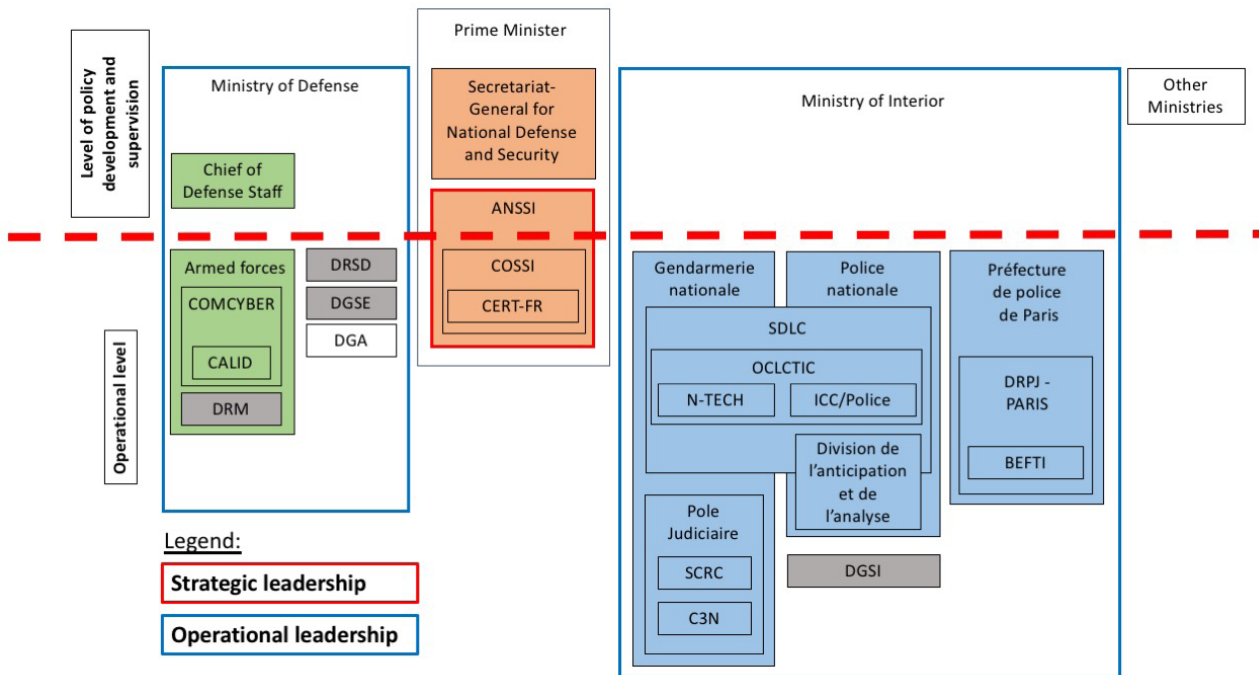 Level of policy
development and
supervision
Operational level
Ministry of Defense
Chief of
Defense Staff
Armed forces
COMCYBER
CALID
DRM
DRSD
DGSE
DGA
Prime Minister
Secretariat-
General for
National Defense
and Security
ANSSI
COSSI
CERT-FR
Ministry of Interior
Gendarmerie
nationale
Police
nationale
SDLC
OCLCTIC
N-TECH
ICC/Police
Division de
l’anticipation
et de
l’analyse
Pole
Judiciaire
SCRC
C3N
DGSI
Préfecture
de police
de Paris
DRPJ -
PARIS
BEFTI
Other
Ministries
Legend:
Strategic leadership
Operational leadership